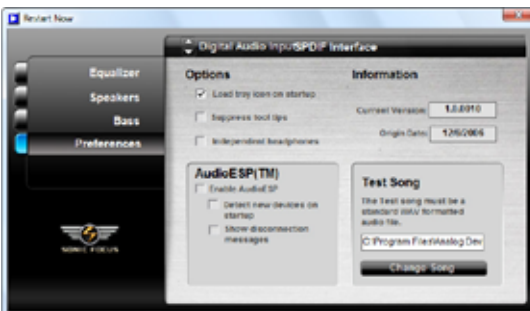 Restart Now
Digital Audio InputSPDIF Interface
Equalizer
Speakers
Bass
Preferences
SONIC FOCUS
Options
Load tray icon on startup
Suppress tool tips
Independent headphones
Information
Current Version: 1.0.0010
Origin Date: 12/6/2006
AudioESP(TM)
Enable AudioESP
Detect new devices on
startup
Show disconnection
messages
Test Song
The Test song must be a
standard WAV formatted
audio file.
C:\Program Files\Analog Dev
Change Song